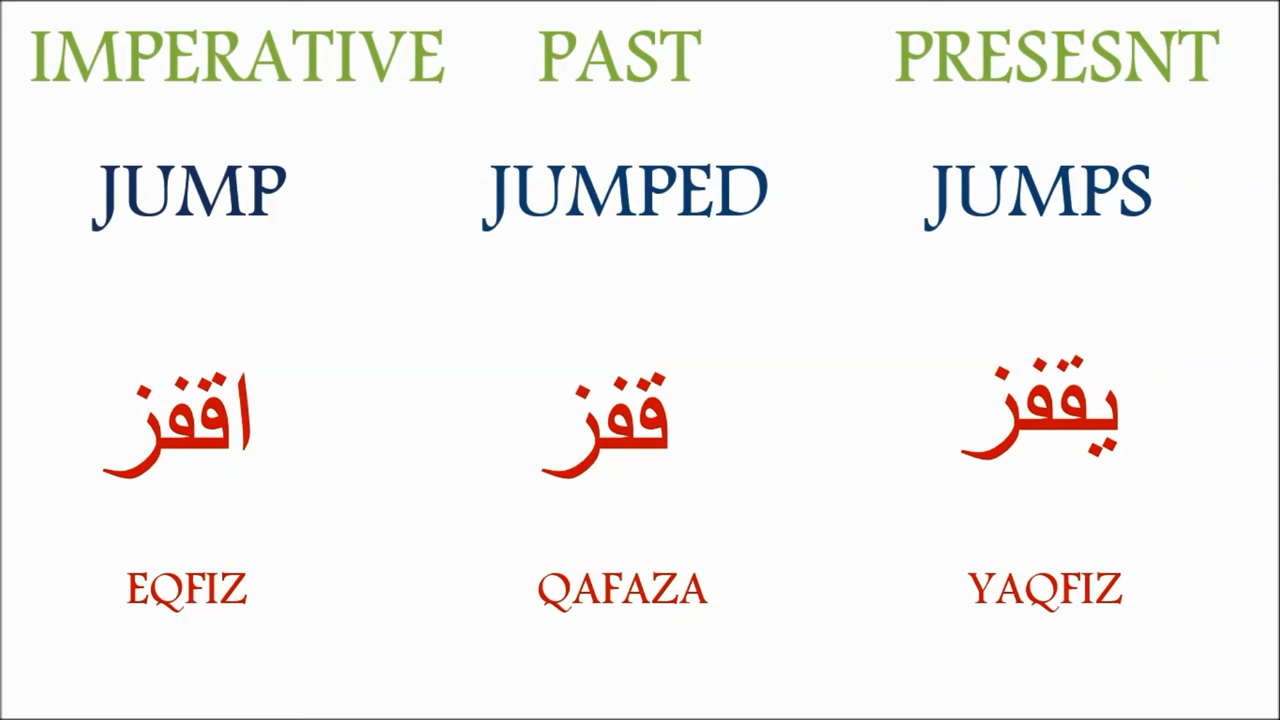 IMPERATIVE PAST PRESESNT
JUMP JUMPED JUMPS
اقفز قفز يقفز
EQFIZ QAFAZA YAQFIZ